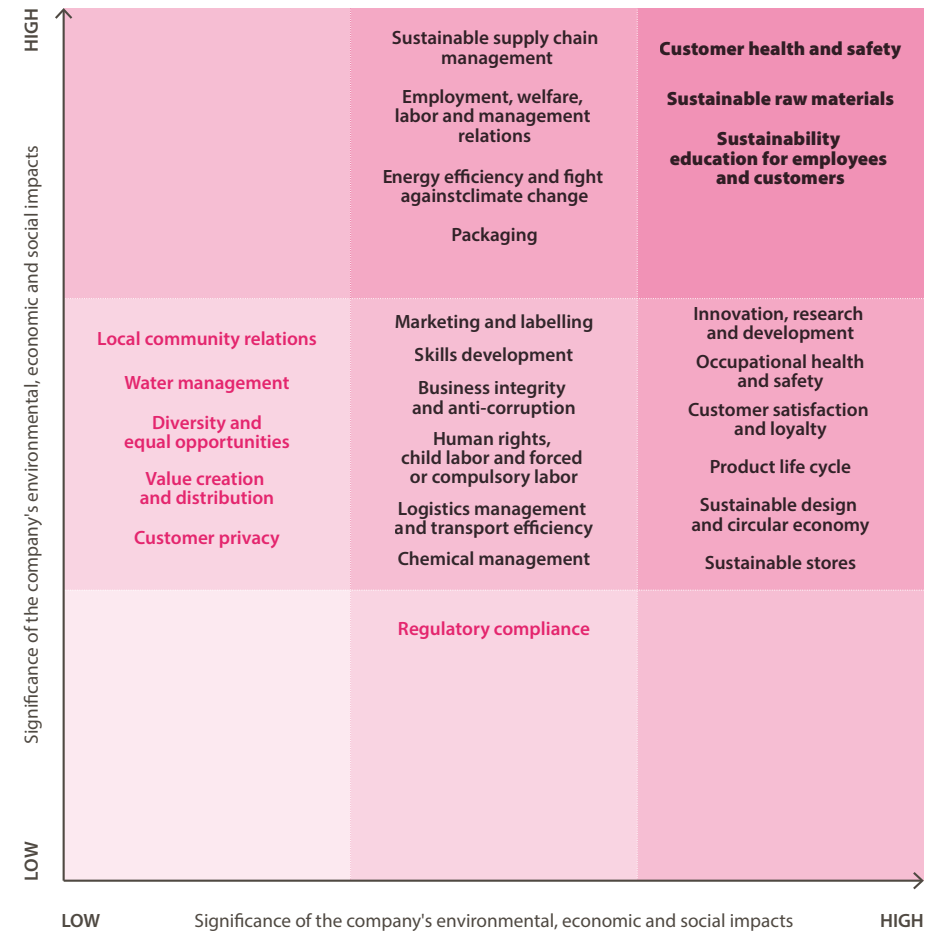 HIGH
Significance of the company's environmental, economic and social impacts
LOW
Sustainable supply chain
management
Employment, welfare,
labor and management
relations
Energy efficiency and fight
againstclimate change
Packaging
Customer health and safety
Sustainable raw materials
Sustainability
education for employees
and customers
Local community relations
Water management
Diversity and
equal opportunities
Value creation
and distribution
Customer privacy
Marketing and labelling
Skills development
Business integrity
and anti-corruption
Human rights,
child labor and forced
or compulsory labor
Logistics management
and transport efficiency
Chemical management
Innovation, research
and development
Occupational health
and safety
Customer satisfaction
and loyalty
Product life cycle
Sustainable design
and circular economy
Sustainable stores
Regulatory compliance
LOW
Significance of the company's environmental, economic and social impacts
HIGH